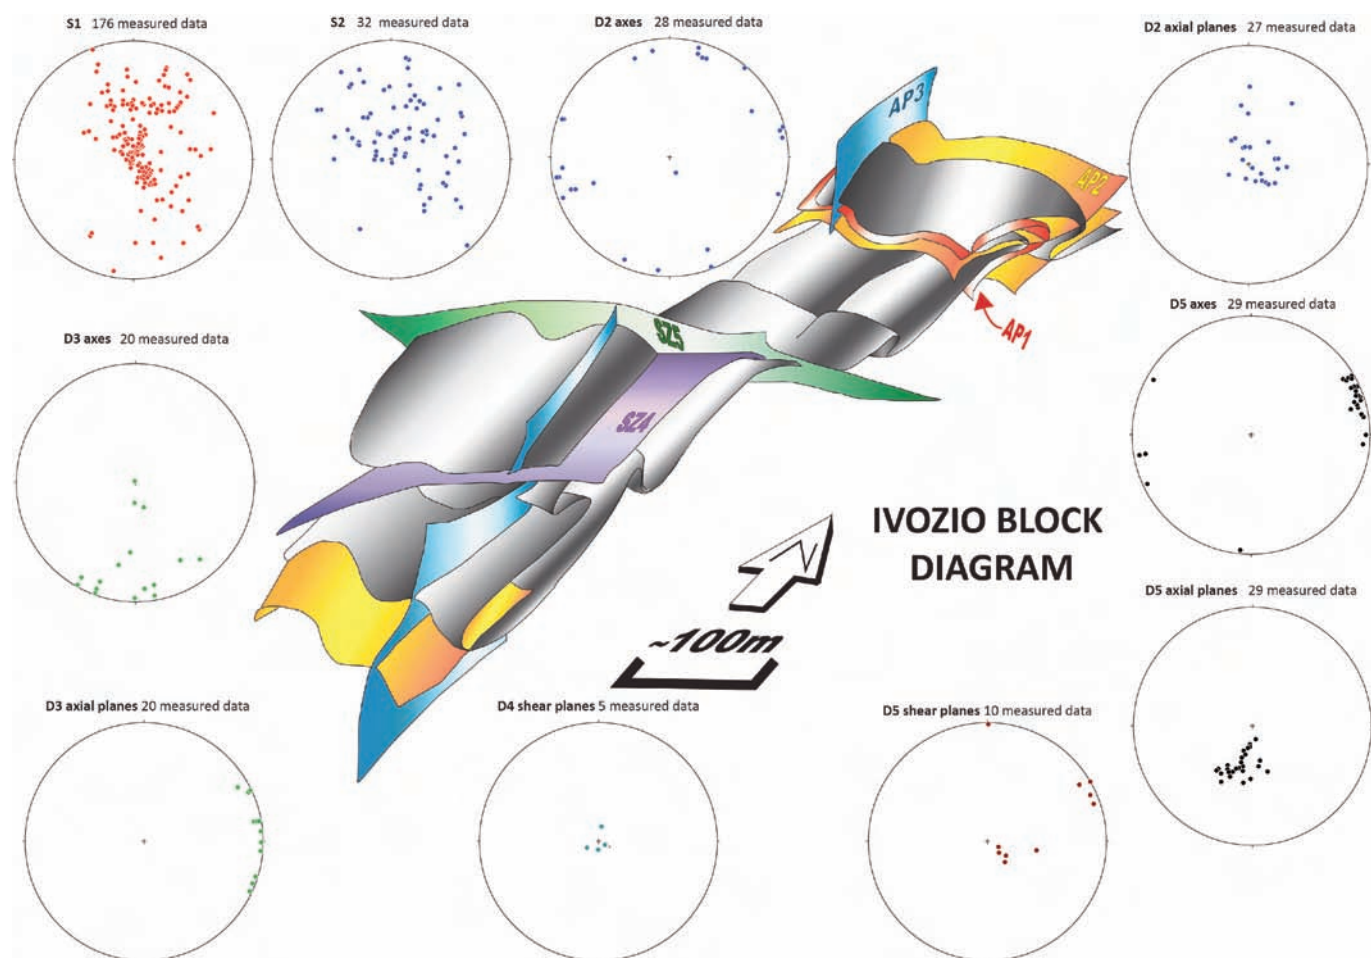 S1 176 measured data
S2 32 measured data
D2 axes 28 measured data
D2 axial planes 27 measured data
AP3
AP2
AP1
D3 axes 20 measured data
SZ5
SZ4
D5 axes 29 measured data
IVOZIO BLOCK
DIAGRAM
N
~100m
D5 axial planes 29 measured data
D3 axial planes 20 measured data
D4 shear planes 5 measured data
D5 shear planes 10 measured data